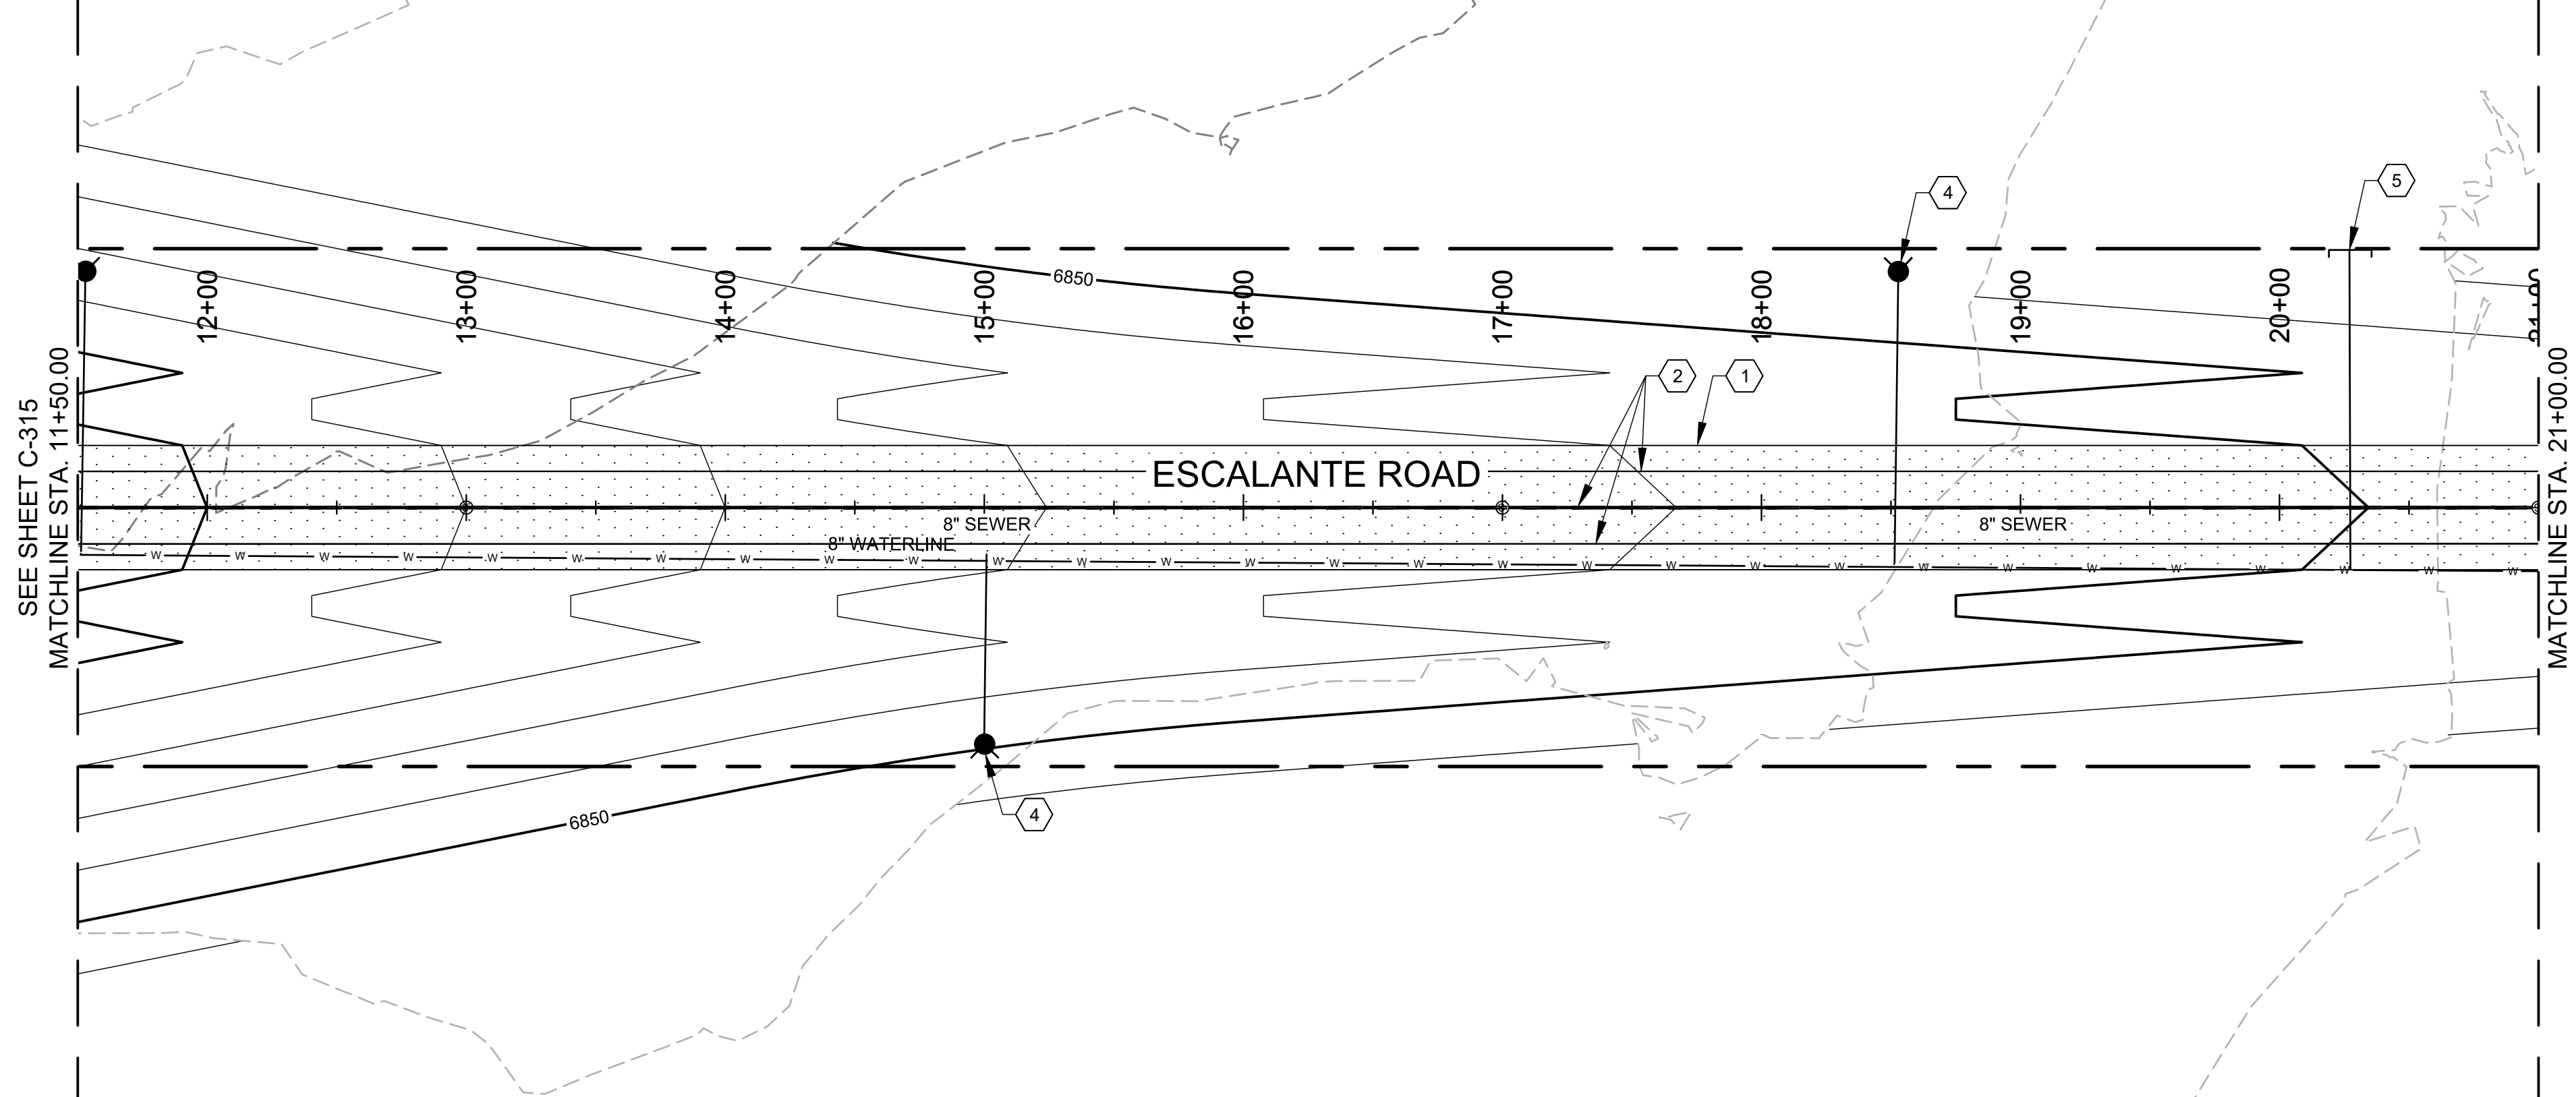 4
5
6850
12+00
13+00
14+00
15+00
16+00
17+00
18+00
19+00
20+00
SEE SHEET C-315
MATCHLINE STA. 11+50.00
MATCHLINE STA. 21+00.00
2
1
ESCALANTE ROAD
8" SEWER
8" SEWER
8" WATERLINE
W W W W W W W W W W W W W W W W W W W W W W W W W W W W W
6850
4